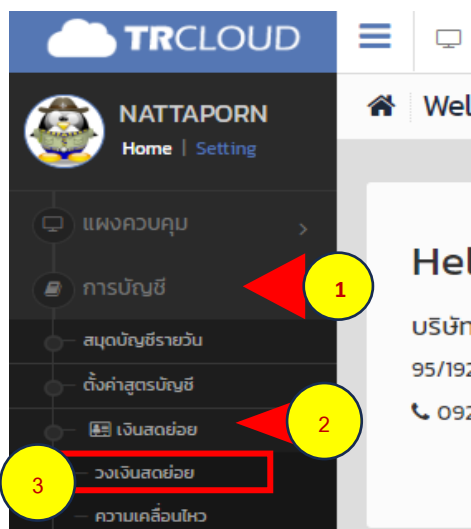 TRCLOUD
NATTAPORN
Home | Setting
Wel
แผงควบคุม
การบัญชี
1
Hel
สมุดบัญชีรายวัน
บริษัท
ตั้งค่าสูตรบัญชี
95/192
เงินสดย่อย
2
092
3
วงเงินสดย่อย
ความเคลื่อนไหว